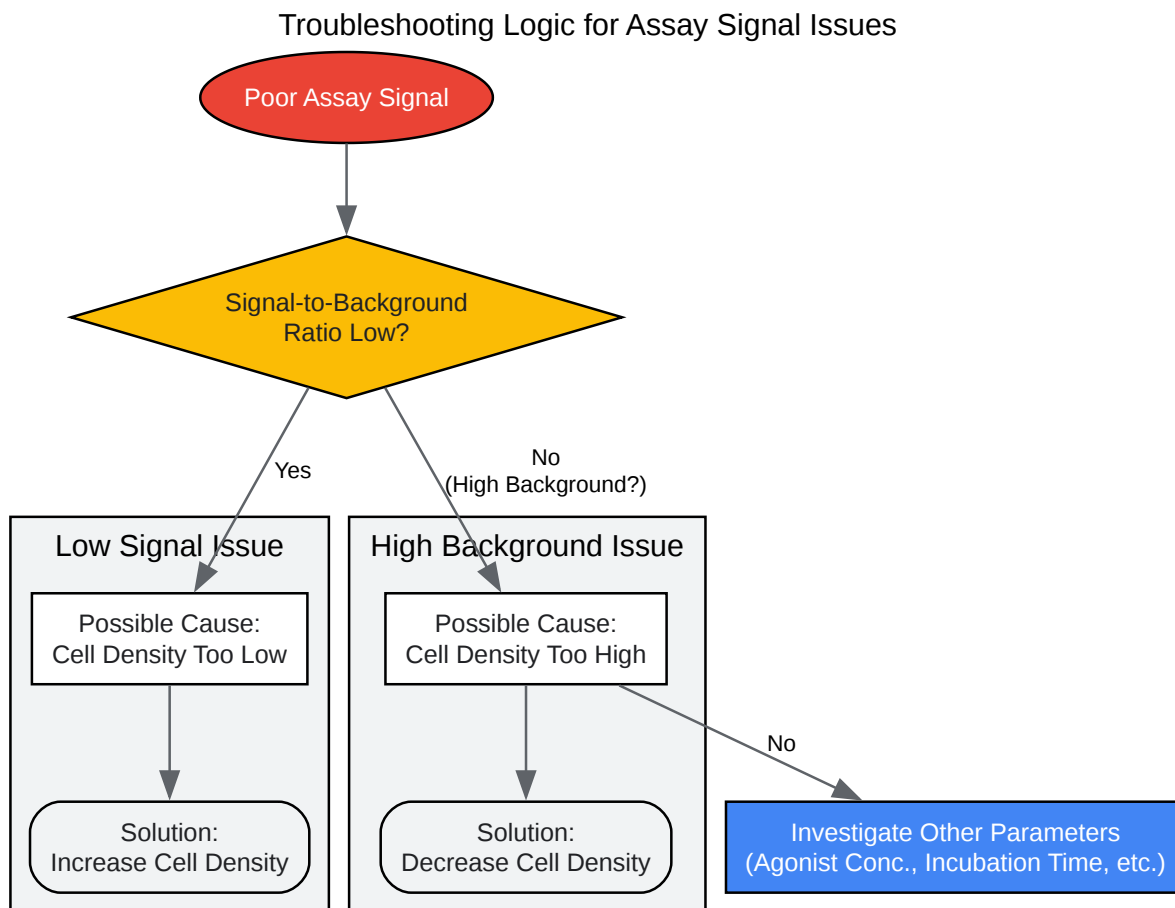 Troubleshooting Logic for Assay Signal Issues
Poor Assay Signal
Signal-to-Background
Ratio Low?
Yes
No
(High Background?)
Low Signal Issue
Possible Cause:
Cell Density Too Low
Solution:
Increase Cell Density
High Background Issue
Possible Cause:
Cell Density Too High
No
Solution:
Decrease Cell Density
Investigate Other Parameters
(Agonist Conc., Incubation Time, etc.)